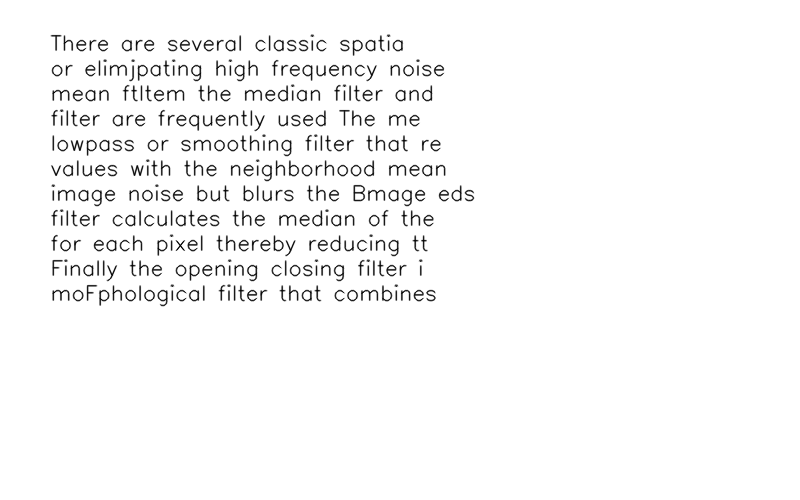 There are several classic spatia
or elimjpating high frequency noise
mean ftltem the median filter and
filter are frequently used The me
lowpass or smoothing filter that re
values with the neighborhood mean
image noise but blurs the Bmage eds
filter calculates the median of the
for each pixel thereby reducing tt
Finally the opening closing filter i
moFphological filter that combines